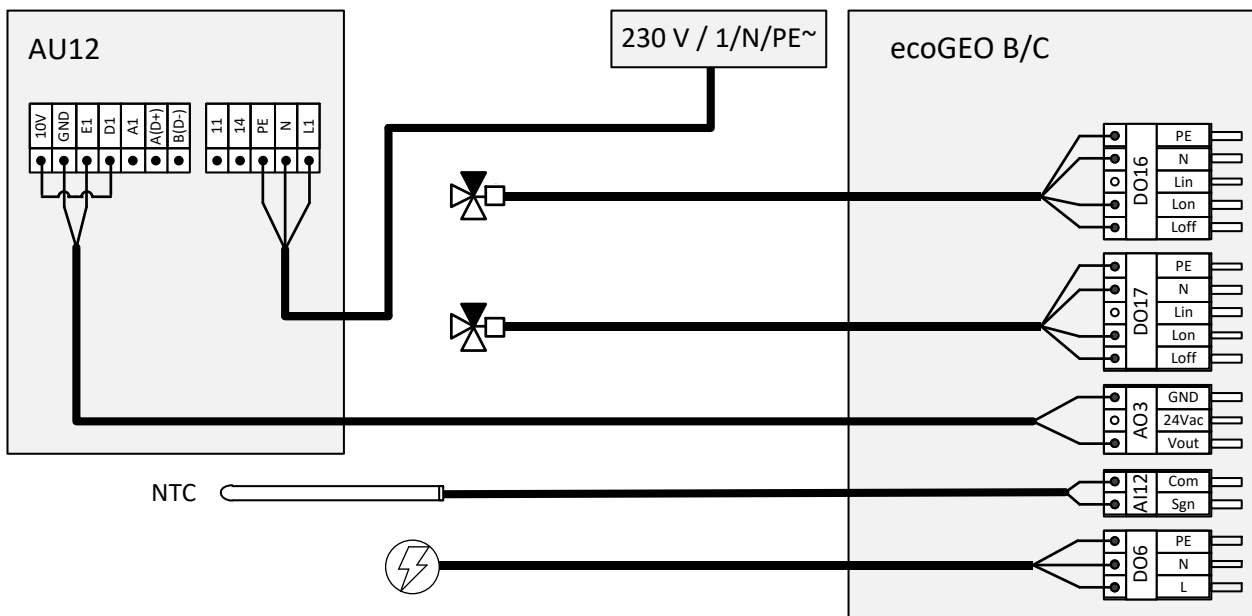 AU12
230 V / 1/N/PE~
ecoGEO B/C
10V
GND
E1
D1
A1
A(D+)
B(D-)
11
14
PE
N
L1
DO16
PE
N
Lin
Lon
Loff
DO17
PE
N
Lin
Lon
Loff
AO3
GND
24Vac
Vout
NTC
AI12
Com
Sgn
DO6
PE
N
L